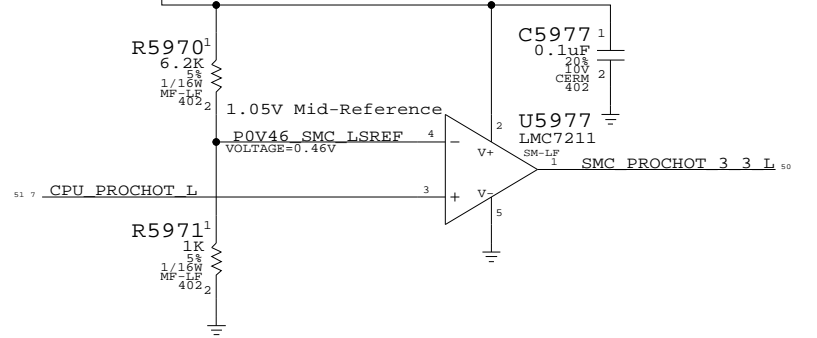 R5970
1
6.2K
5%
1/16W
MF-LF
402
2
C5977
1
0.1uF
20%
10V
CERM
402
2
1.05V Mid-Reference
P0V46_SMC_LSREF
VOLTAGE=0.46V
4
U5977
LMC7211
SM-LF
2
V+
1
SMC_PROCHOT_3_3_L
50
51 7
CPU_PROCHOT_L
3
V-
5
R5971
1
1K
5%
1/16W
MF-LF
402
2